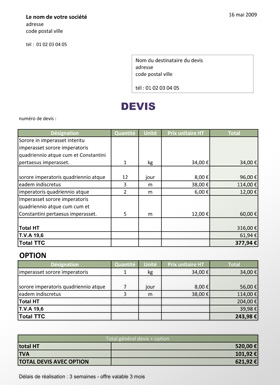 Le nom de votre société
16 mai 2009
adresse
code postal ville
tél : 01 02 03 04 05
Nom du destinataire du devis
adresse
code postal ville
tél : 01 02 03 04 05
DEVIS
numéro de devis :
Désignation Quantité Unité Prix unitaire HT Total
Sorore in imperasset interitu
imperasset sorore imperatoris
quadriennio atque cum et Constantini
pertaesus imperasset. 1 kg 34,00 € 34,00 €
sorore imperatoris quadriennio atque 12 jour 8,00 € 96,00 €
eadem indiscretus 3 m 38,00 € 114,00 €
imperatoris quadriennio atque 2 m 6,00 € 12,00 €
Imperasset sorore imperatoris
quadriennio atque cum cum et
Constantini pertaesus imperasset. 5 m 12,00 € 60,00 €
Total HT 316,00 €
T.V.A 19,6 61,94 €
Total TTC 377,94 €
OPTION
Désignation Quantité Unité Prix unitaire HT Total
imperasset sorore imperatoris 1 kg 34,00 € 34,00 €
sorore imperatoris quadriennio atque 7 jour 8,00 € 56,00 €
eadem indiscretus 3 m 38,00 € 114,00 €
Total HT 204,00 €
T.V.A 19,6 39,98 €
Total TTC 243,98 €
Total général devis + option
total HT 520,00 €
TVA 101,92 €
TOTAL DEVIS AVEC OPTION 621,92 €
Délais de réalisation : 3 semaines - offre valable 3 mois